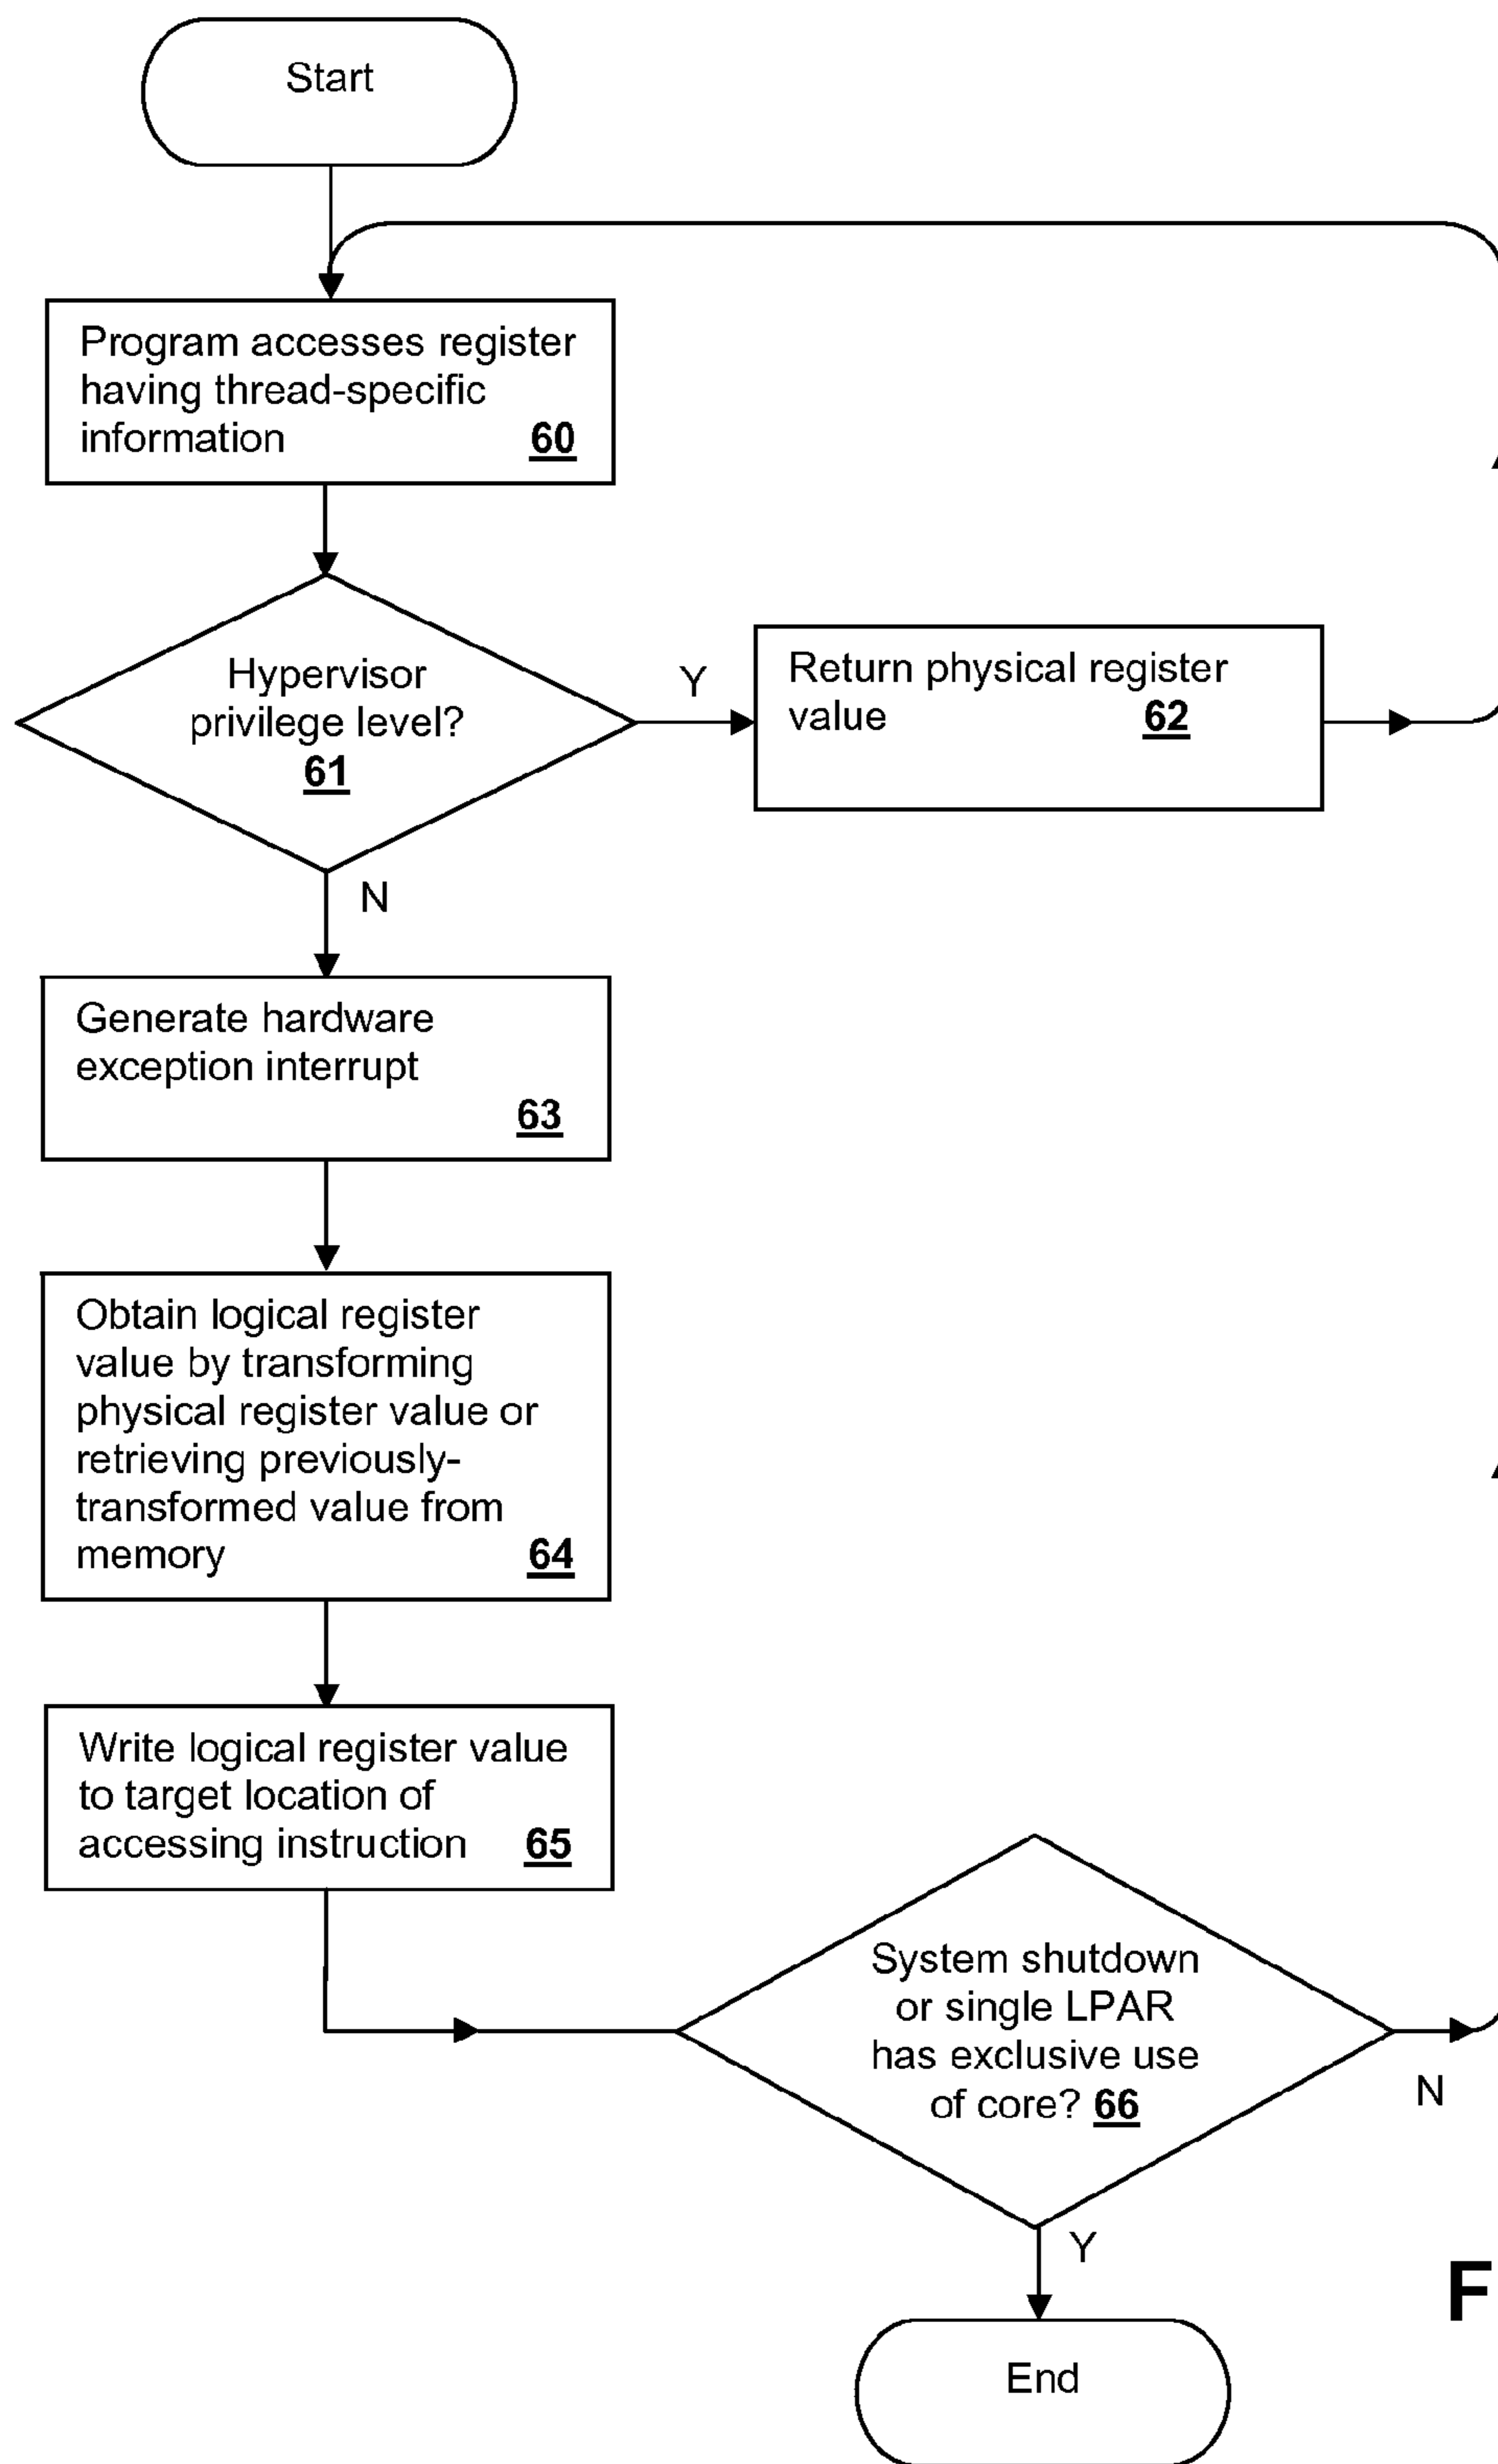 Start
Program accesses register
having thread-specific
information 60
Hypervisor
privilege level?
61
Y
Return physical register
value 62
N
Generate hardware
exception interrupt
63
Obtain logical register
value by transforming
physical register value or
retrieving previously-
transformed value from
memory 64
Write logical register value
to target location of
accessing instruction 65
System shutdown
or single LPAR
has exclusive use
of core? 66
N
Y
F
End